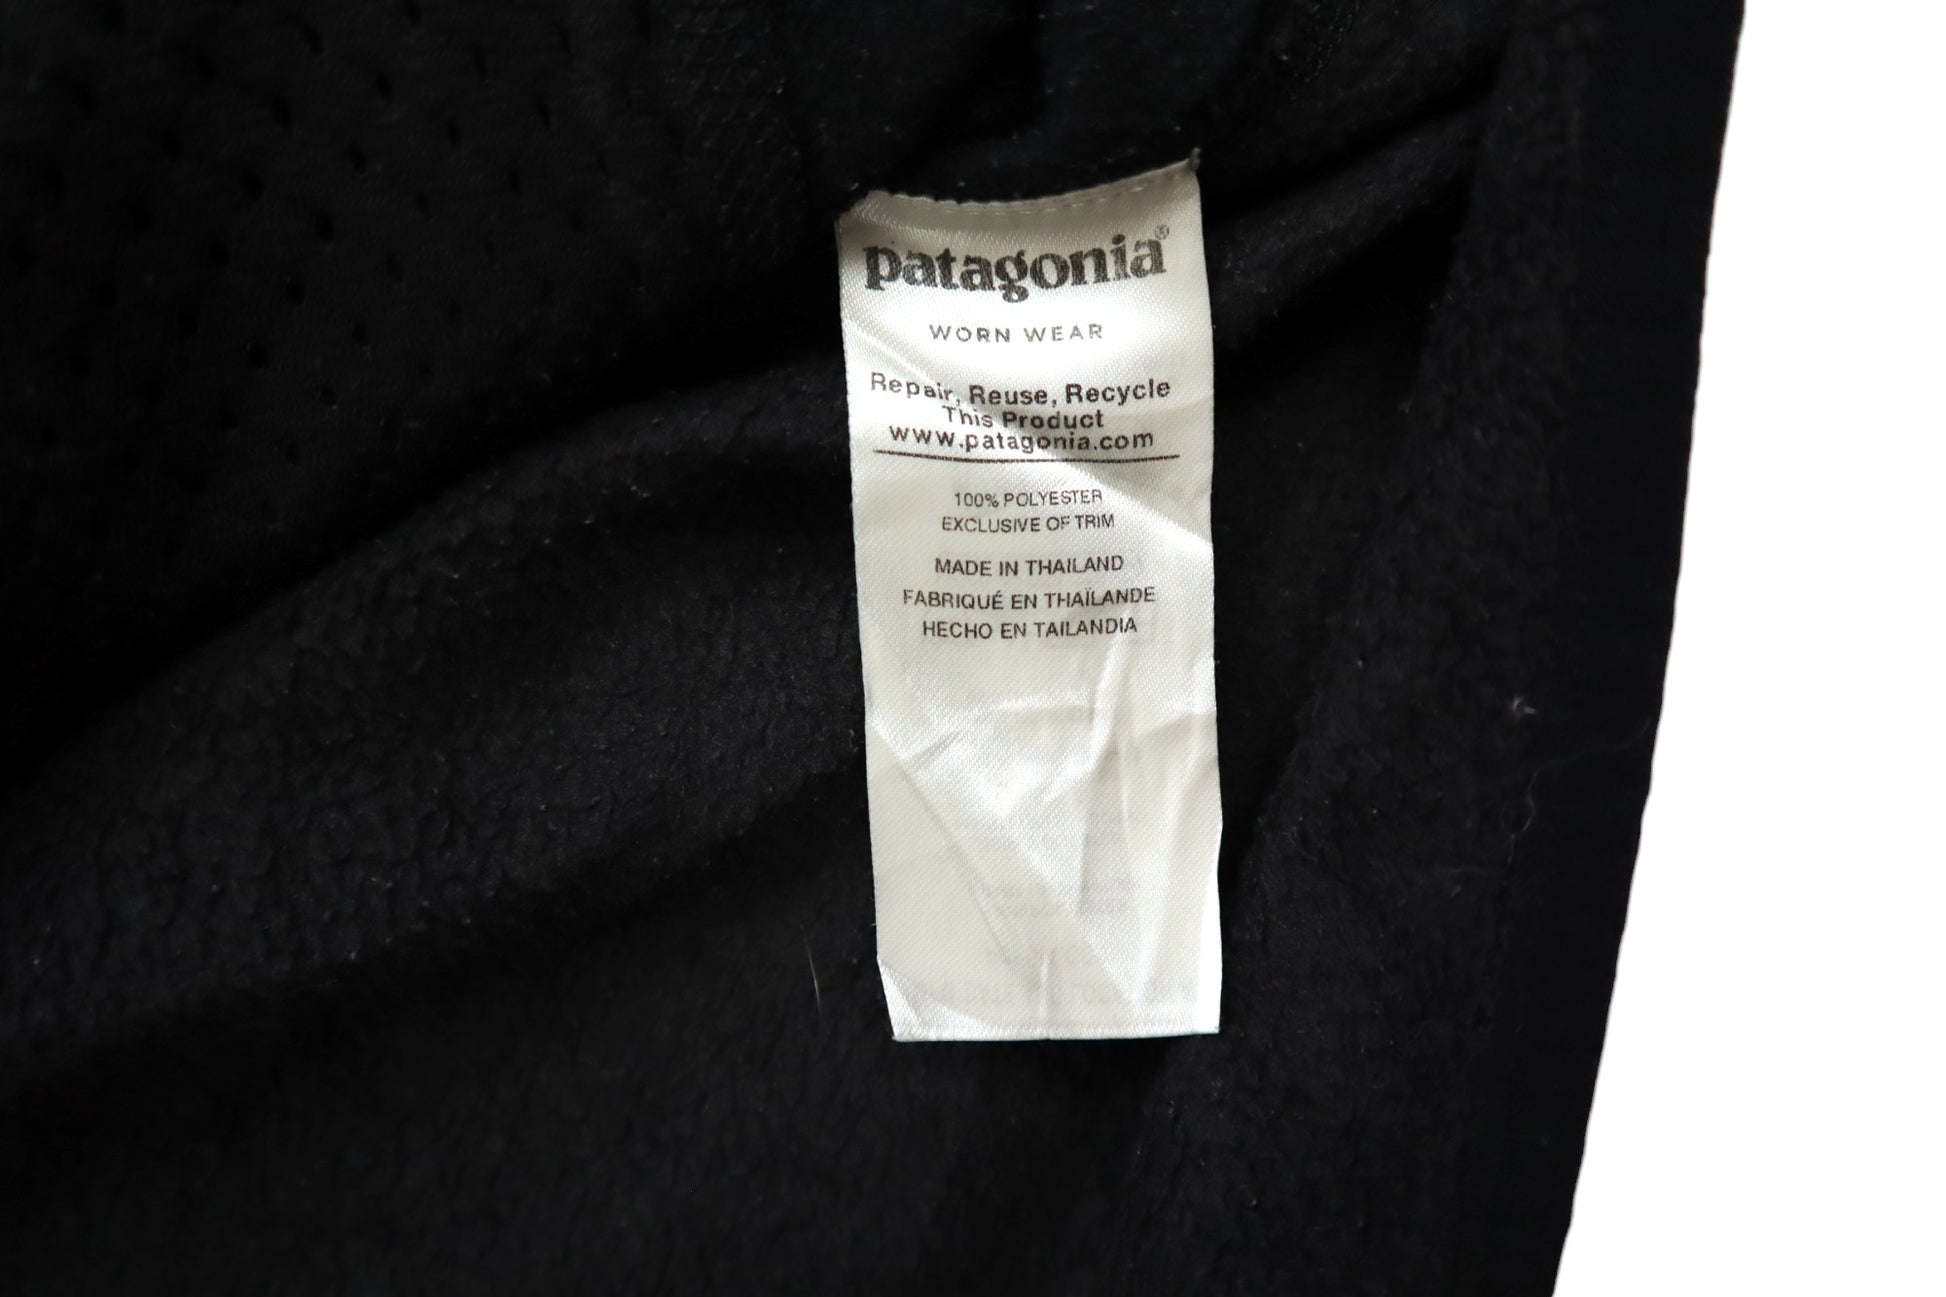 patagonia®
WORN WEAR
Repair, Reuse, Recycle
This Product
www.patagonia.com
100% POLYESTER
EXCLUSIVE OF TRIM
MADE IN THAILAND
FABRIQUÉ EN THAÏLANDE
HECHO EN TAILANDIA